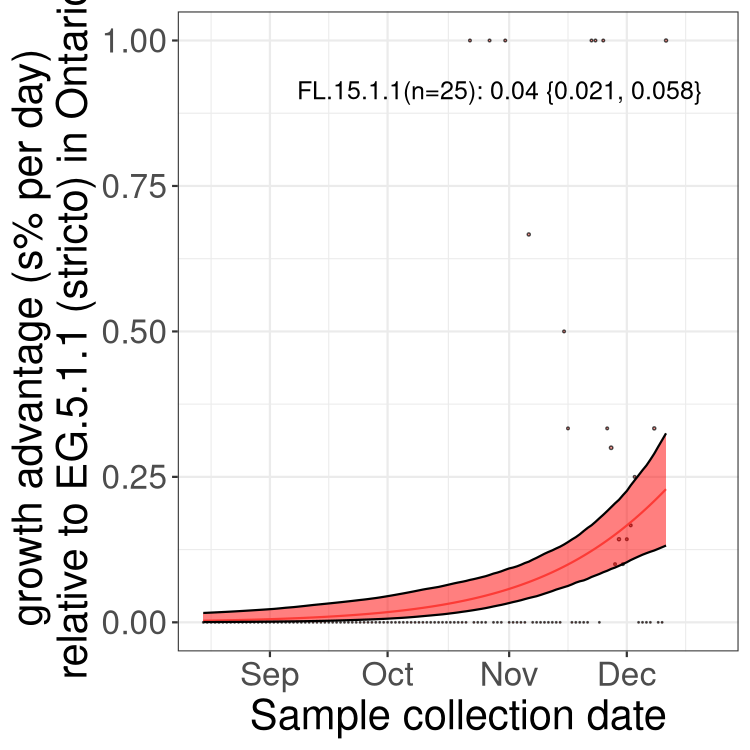 growth advantage (s% per day)
relative to EG.5.1.1 (stricto) in Ontario
1.00
0.75
0.50
0.25
0.00
FL.15.1.1(n=25): 0.04 {0.021, 0.058}
Sep Oct Nov Dec
Sample collection date